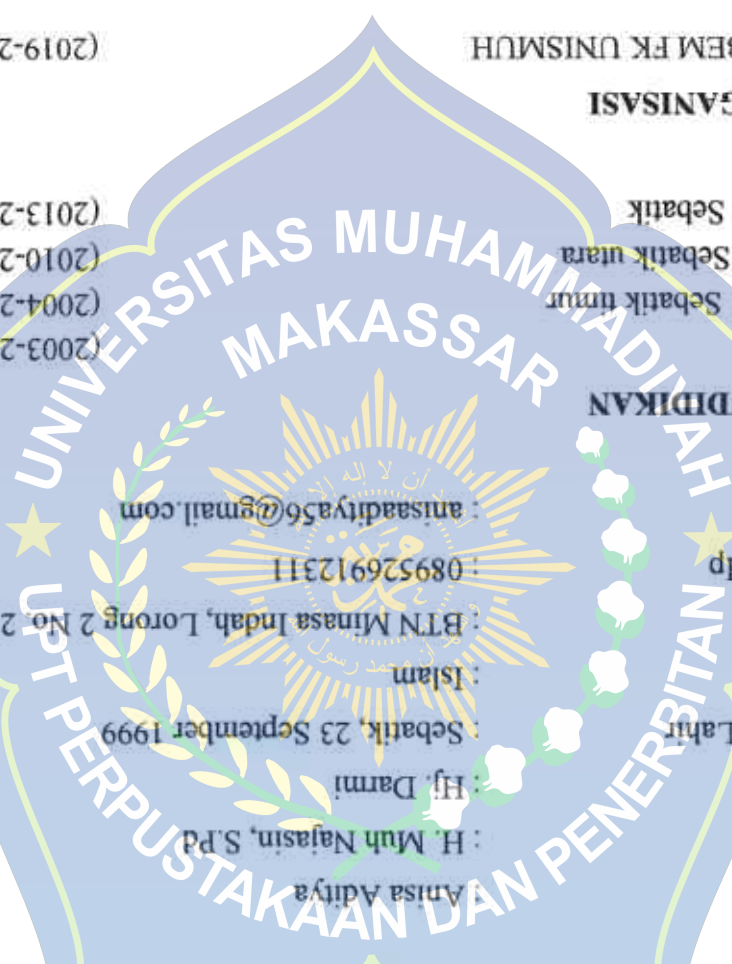 : Anisa Aditya
: H. Muh Najasin, S.Pd
: Hj. Darmi
Lahir : Sebatik, 23 September 1999
: Islam
: BTN Minasa Indah, Lorong 2 No. 2
Hp : 089526912311
: anisaaditya56@gmail.com
DIDIKAN
(2003-2
Sebatik timur (2004-2
Sebatik utara (2010-2
Sebatik (2013-2
GANISASI
BEM FK UNISMUH (2019-2
UNIVERSITAS MUHAMMADIYAH
MAKASSAR
UPT PERPUSTAKAAN DAN PENERBITAN
محمد